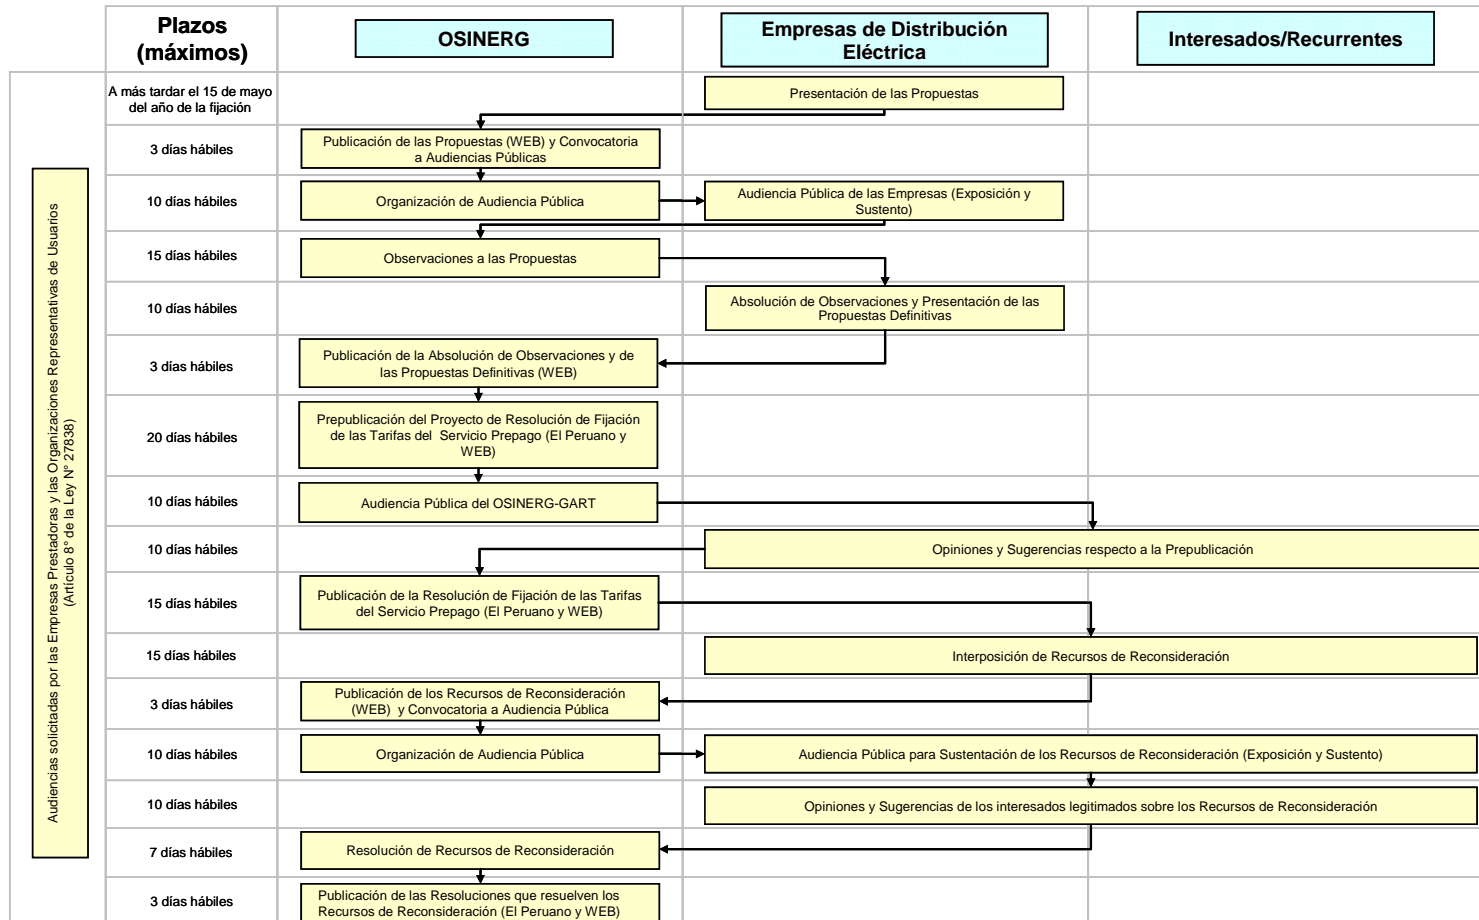 Plazos
(máximos)
OSINERG
Empresas de Distribución
Eléctrica
Interesados/Recurrentes
Audiencias solicitadas por las Empresas Prestadoras y las Organizaciones Representativas de Usuarios
(Artículo 8° de la Ley N° 27838)
A más tardar el 15 de mayo
del año de la fijación
Presentación de las Propuestas
3 días hábiles
Publicación de las Propuestas (WEB) y Convocatoria
a Audiencias Públicas
10 días hábiles
Organización de Audiencia Pública
Audiencia Pública de las Empresas (Exposición y
Sustento)
15 días hábiles
Observaciones a las Propuestas
10 días hábiles
Absolución de Observaciones y Presentación de las
Propuestas Definitivas
3 días hábiles
Publicación de la Absolución de Observaciones y de
las Propuestas Definitivas (WEB)
20 días hábiles
Prepublicación del Proyecto de Resolución de Fijación
de las Tarifas del Servicio Prepago (El Peruano y
WEB)
10 días hábiles
Audiencia Pública del OSINERG-GART
10 días hábiles
Opiniones y Sugerencias respecto a la Prepublicación
15 días hábiles
Publicación de la Resolución de Fijación de las Tarifas
del Servicio Prepago (El Peruano y WEB)
15 días hábiles
Interposición de Recursos de Reconsideración
3 días hábiles
Publicación de los Recursos de Reconsideración
(WEB) y Convocatoria a Audiencia Pública
10 días hábiles
Organización de Audiencia Pública
Audiencia Pública para Sustentación de los Recursos de Reconsideración (Exposición y Sustento)
10 días hábiles
Opiniones y Sugerencias de los interesados legitimados sobre los Recursos de Reconsideración
7 días hábiles
Resolución de Recursos de Reconsideración
3 días hábiles
Publicación de las Resoluciones que resuelven los
Recursos de Reconsideración (El Peruano y WEB)